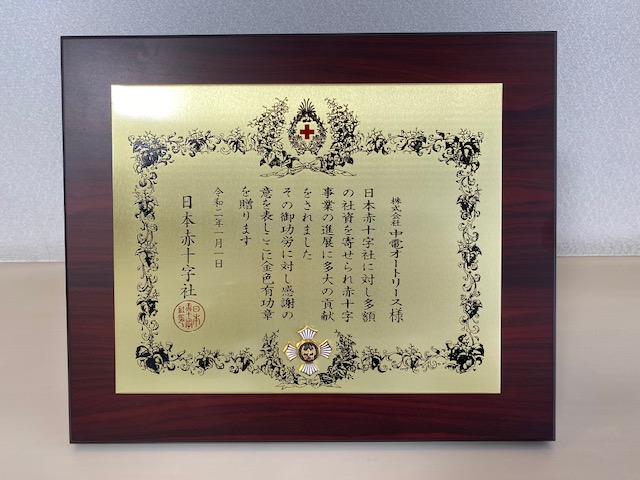 株式会社 中電オートリース 様
日本赤十字社に対し多額
の社資を寄せられ赤十字
事業の進展に多大の貢献
をされました
その御功労に対し感謝の
意を表しここに金色有功章
を贈ります
令和二年一月一日
日本赤十字社